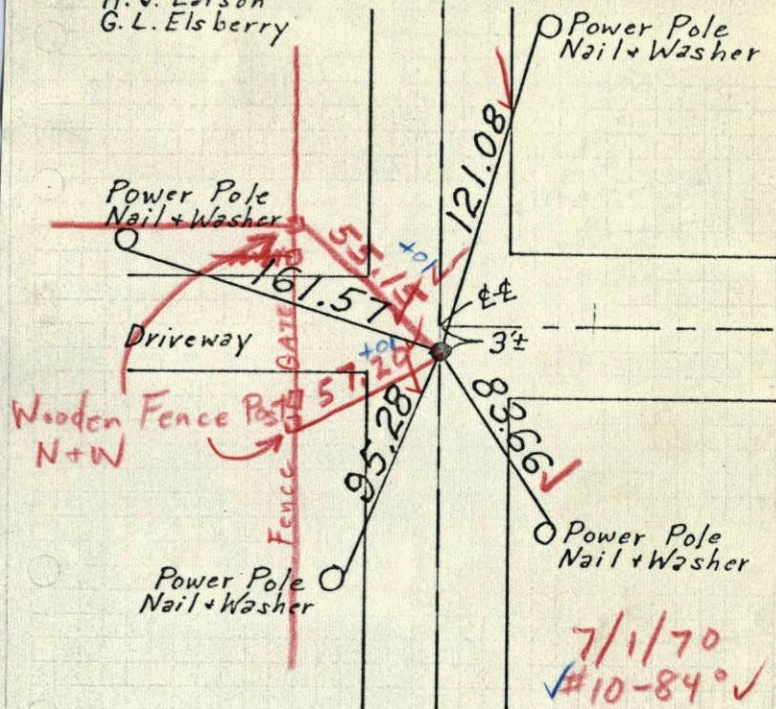 G. L. Elsberry
Power Pole
Nail + Washer
121.08
Power Pole
Nail + Washer
55.15
+01
161.57
℄℄
3'±
Driveway
GATE
+01
57.20
Wooden Fence Post
N+W
95.28
83.66
Fence
Power Pole
Nail + Washer
Power Pole
Nail + Washer
7/1/70
✓#10-84°✓